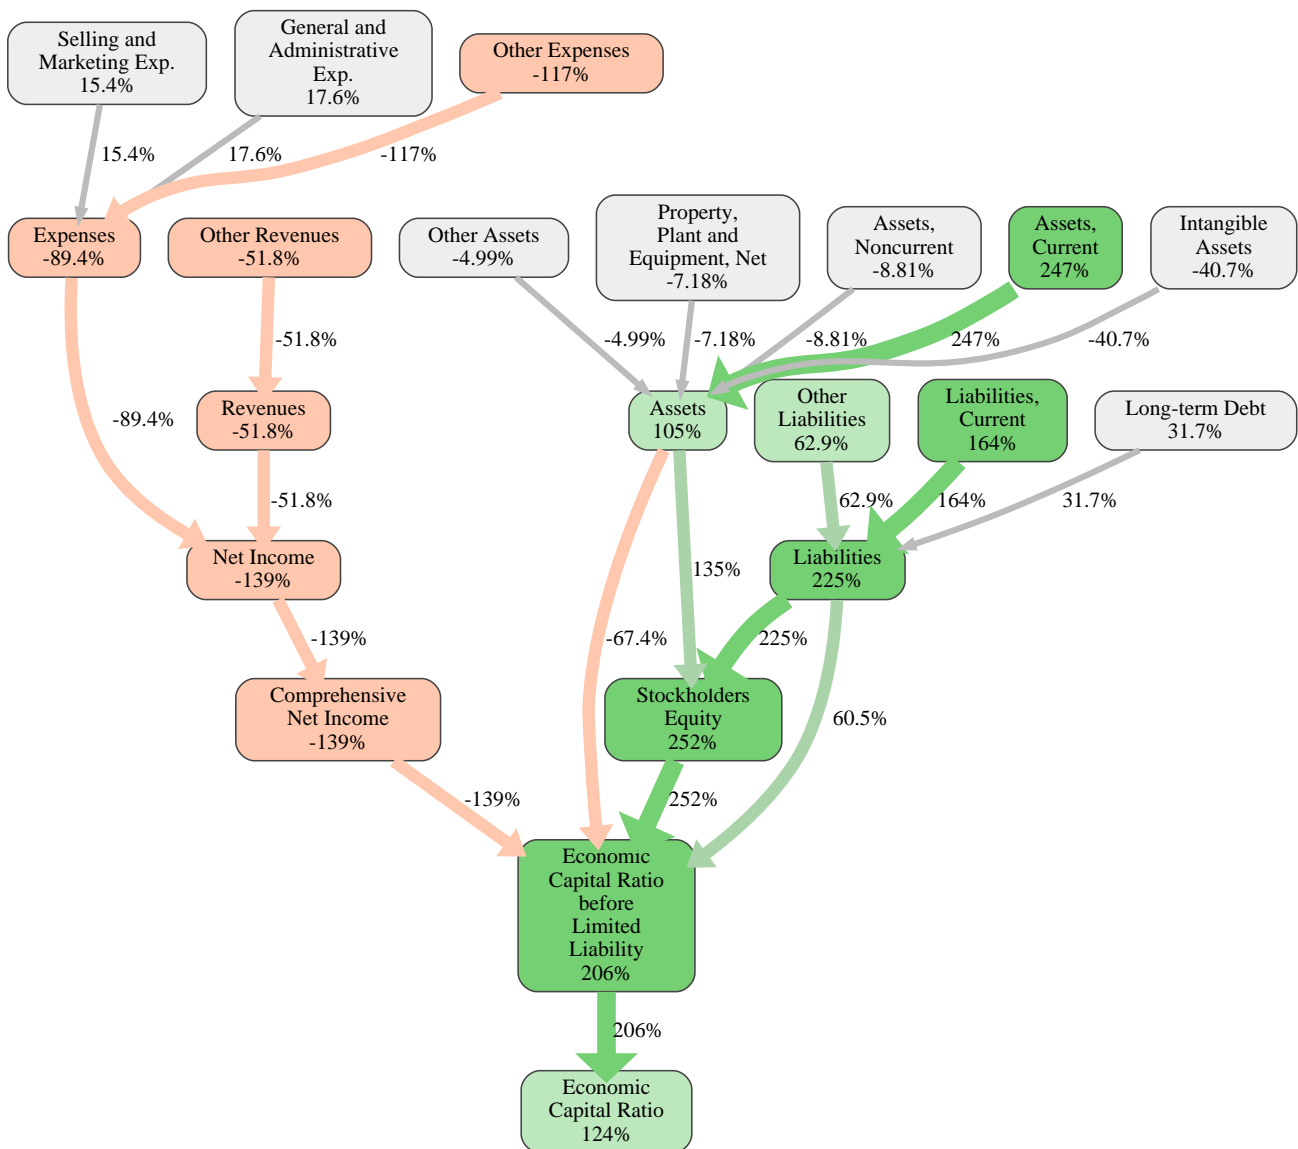 Selling and
Marketing Exp.
15.4%
General and
Administrative
Exp.
17.6%
Other Expenses
-117%
15.4%
17.6%
-117%
Expenses
-89.4%
Other Revenues
-51.8%
Other Assets
-4.99%
Property,
Plant and
Equipment, Net
-7.18%
Assets,
Noncurrent
-8.81%
Assets,
Current
247%
Intangible
Assets
-40.7%
-51.8%
-4.99%
-7.18%
-8.81%
247%
-40.7%
-89.4%
Revenues
-51.8%
Assets
105%
Other
Liabilities
62.9%
Liabilities,
Current
164%
Long-term Debt
31.7%
-51.8%
62.9%
164%
31.7%
Net Income
-139%
135%
Liabilities
225%
-139%
-67.4%
225%
Comprehensive
Net Income
-139%
Stockholders
Equity
252%
60.5%
-139%
252%
Economic
Capital Ratio
before
Limited
Liability
206%
206%
Economic
Capital Ratio
124%